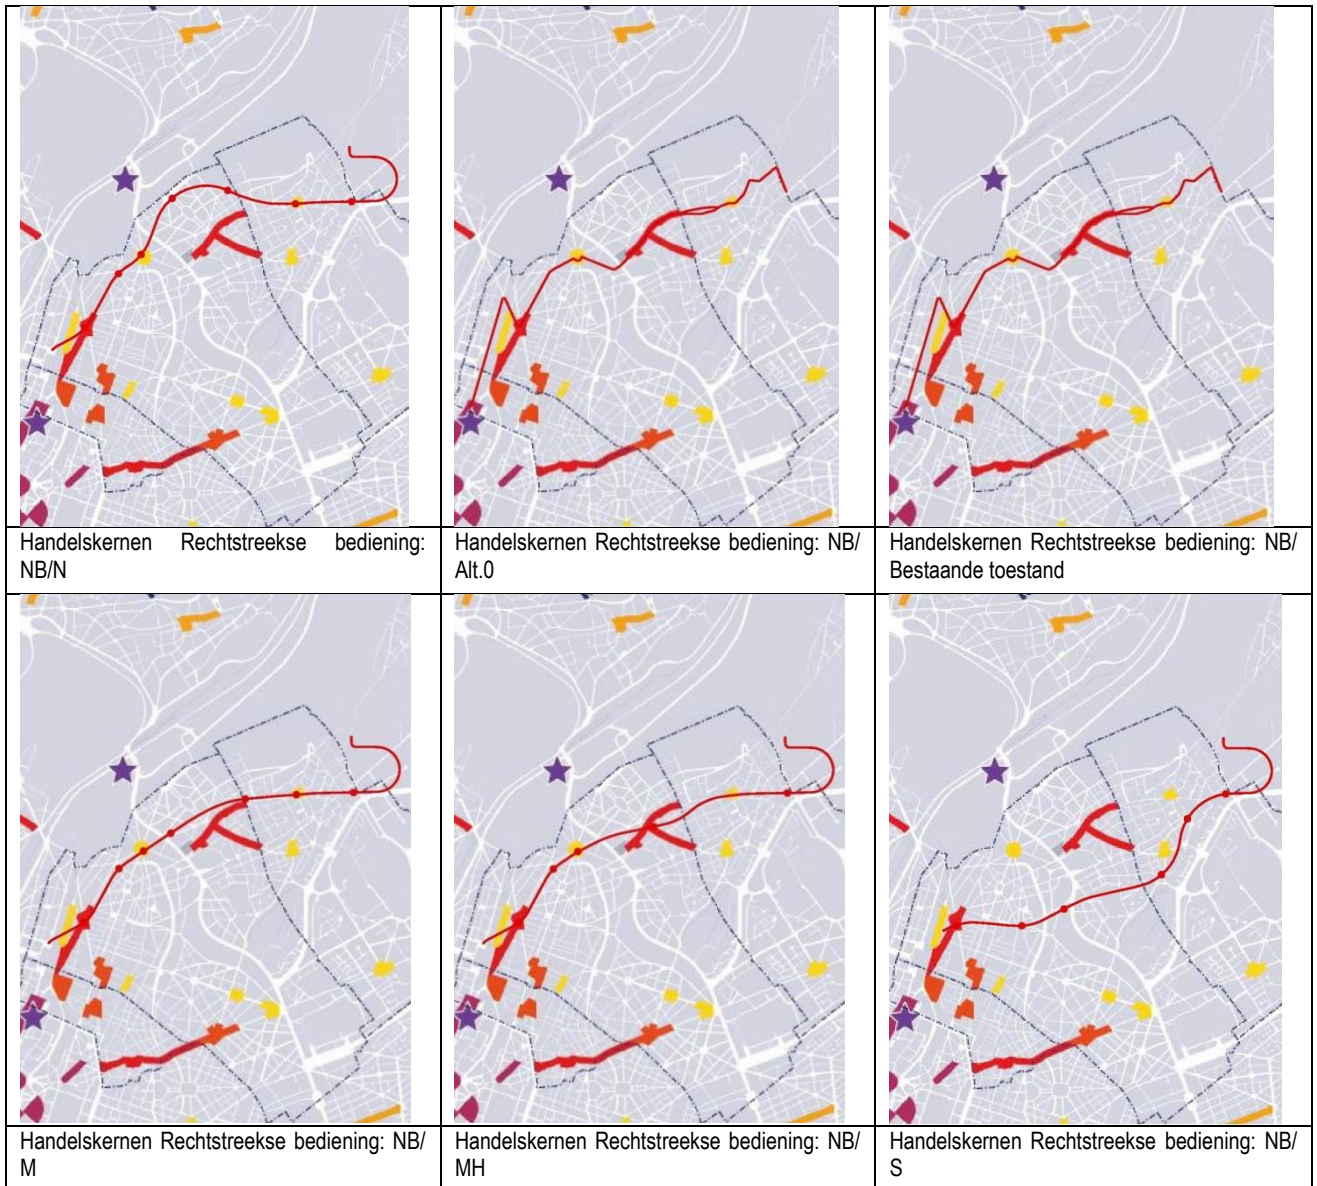 Handelskernen Rechtstreekse bediening:
NB/N
Handelskernen Rechtstreekse bediening: NB/
Alt.0
Handelskernen Rechtstreekse bediening: NB/
Bestaande toestand
Handelskernen Rechtstreekse bediening: NB/
M
Handelskernen Rechtstreekse bediening: NB/
MH
Handelskernen Rechtstreekse bediening: NB/
S